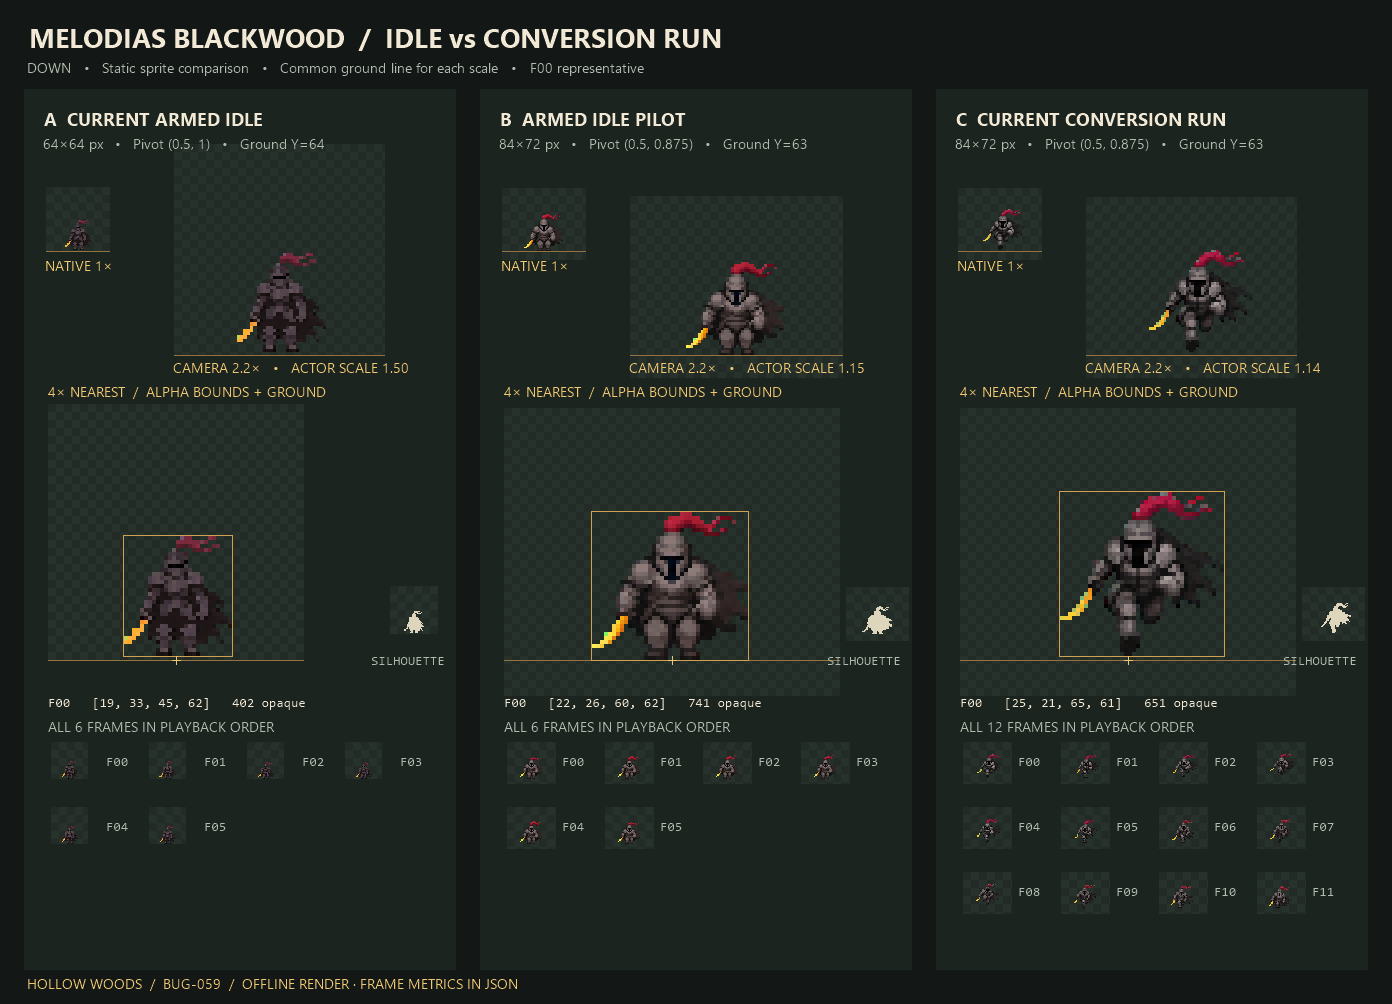 MELODIAS BLACKWOOD / IDLE vs CONVERSION RUN
DOWN • Static sprite comparison • Common ground line for each scale • F00 representative
A CURRENT ARMED IDLE
64×64 px • Pivot (0.5, 1) • Ground Y=64
NATIVE 1×
CAMERA 2.2× • ACTOR SCALE 1.50
4× NEAREST / ALPHA BOUNDS + GROUND
SILHOUETTE
F00 [19, 33, 45, 62] 402 opaque
ALL 6 FRAMES IN PLAYBACK ORDER
F00 F01 F02 F03
F04 F05
B ARMED IDLE PILOT
84×72 px • Pivot (0.5, 0.875) • Ground Y=63
NATIVE 1×
CAMERA 2.2× • ACTOR SCALE 1.15
4× NEAREST / ALPHA BOUNDS + GROUND
SILHOUETTE
F00 [22, 26, 60, 62] 741 opaque
ALL 6 FRAMES IN PLAYBACK ORDER
F00 F01 F02 F03
F04 F05
C CURRENT CONVERSION RUN
84×72 px • Pivot (0.5, 0.875) • Ground Y=63
NATIVE 1×
CAMERA 2.2× • ACTOR SCALE 1.14
4× NEAREST / ALPHA BOUNDS + GROUND
SILHOUETTE
F00 [25, 21, 65, 61] 651 opaque
ALL 12 FRAMES IN PLAYBACK ORDER
F00 F01 F02 F03
F04 F05 F06 F07
F08 F09 F10 F11
HOLLOW WOODS / BUG-059 / OFFLINE RENDER · FRAME METRICS IN JSON